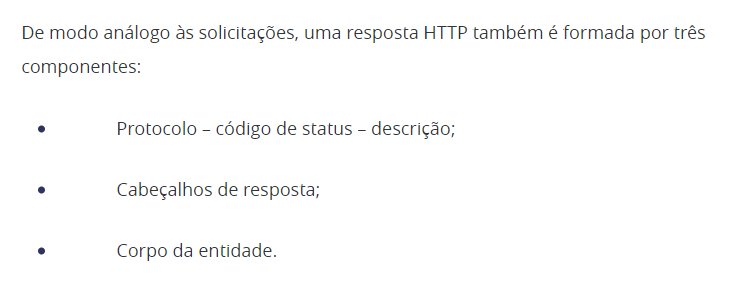 De modo análogo às solicitações, uma resposta HTTP também é formada por três
componentes:
• Protocolo – código de status – descrição;
• Cabeçalhos de resposta;
• Corpo da entidade.